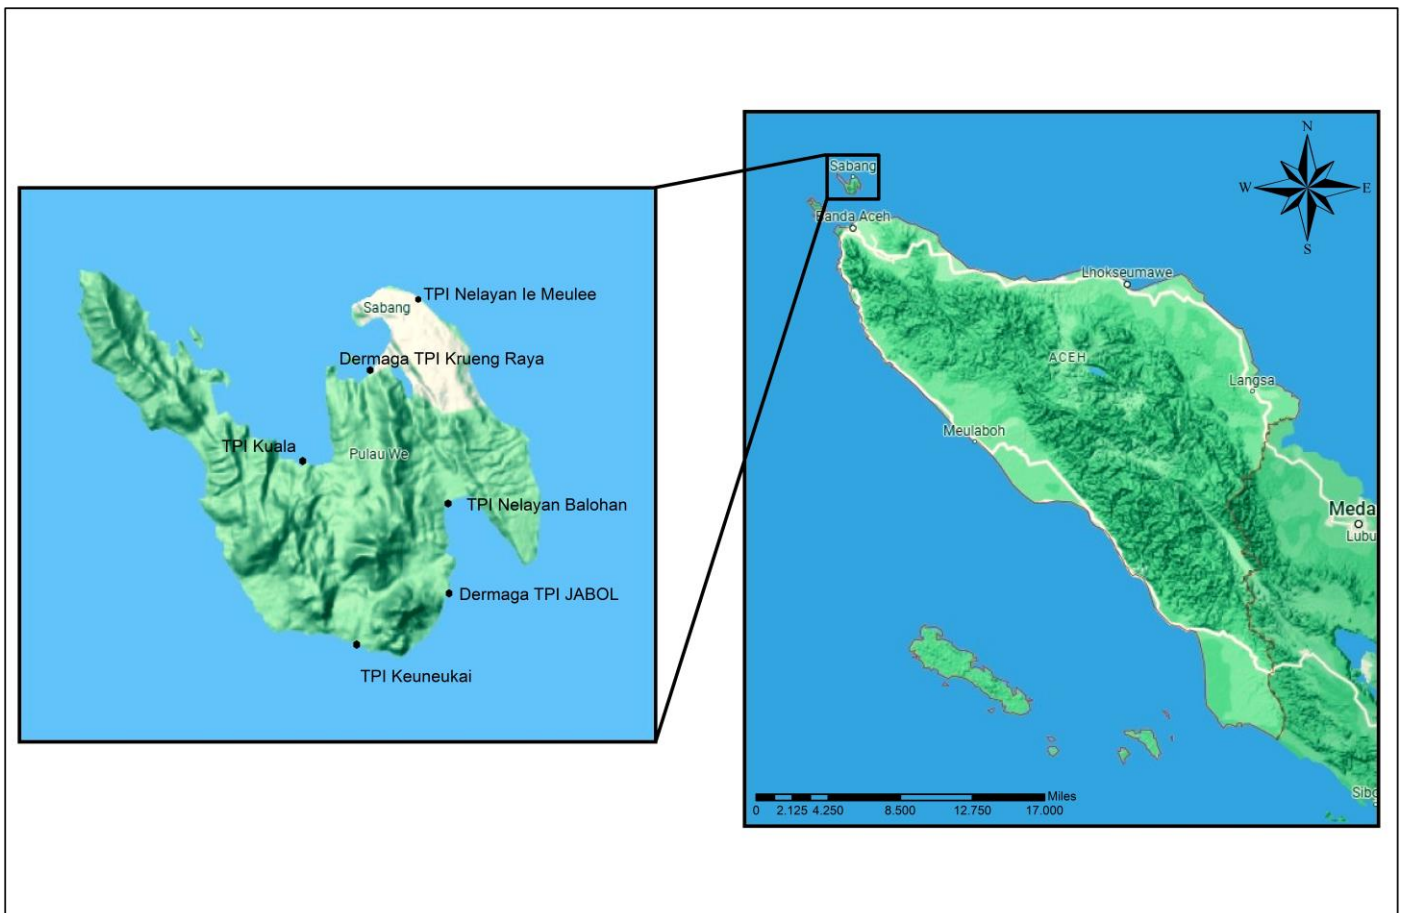 TPI Nelayan Ie Meulee
Sabang
Dermaga TPI Krueng Raya
TPI Kuala
Pulau We
TPI Nelayan Balohan
Dermaga TPI JABOL
TPI Keuneukai
N
W
E
S
Sabang
Banda Aceh
Lhokseumawe
ACEH
Langsa
Meulaboh
Meda
Lubu
Sibo
Miles
0 2.125 4.250 8.500 12.750 17.000